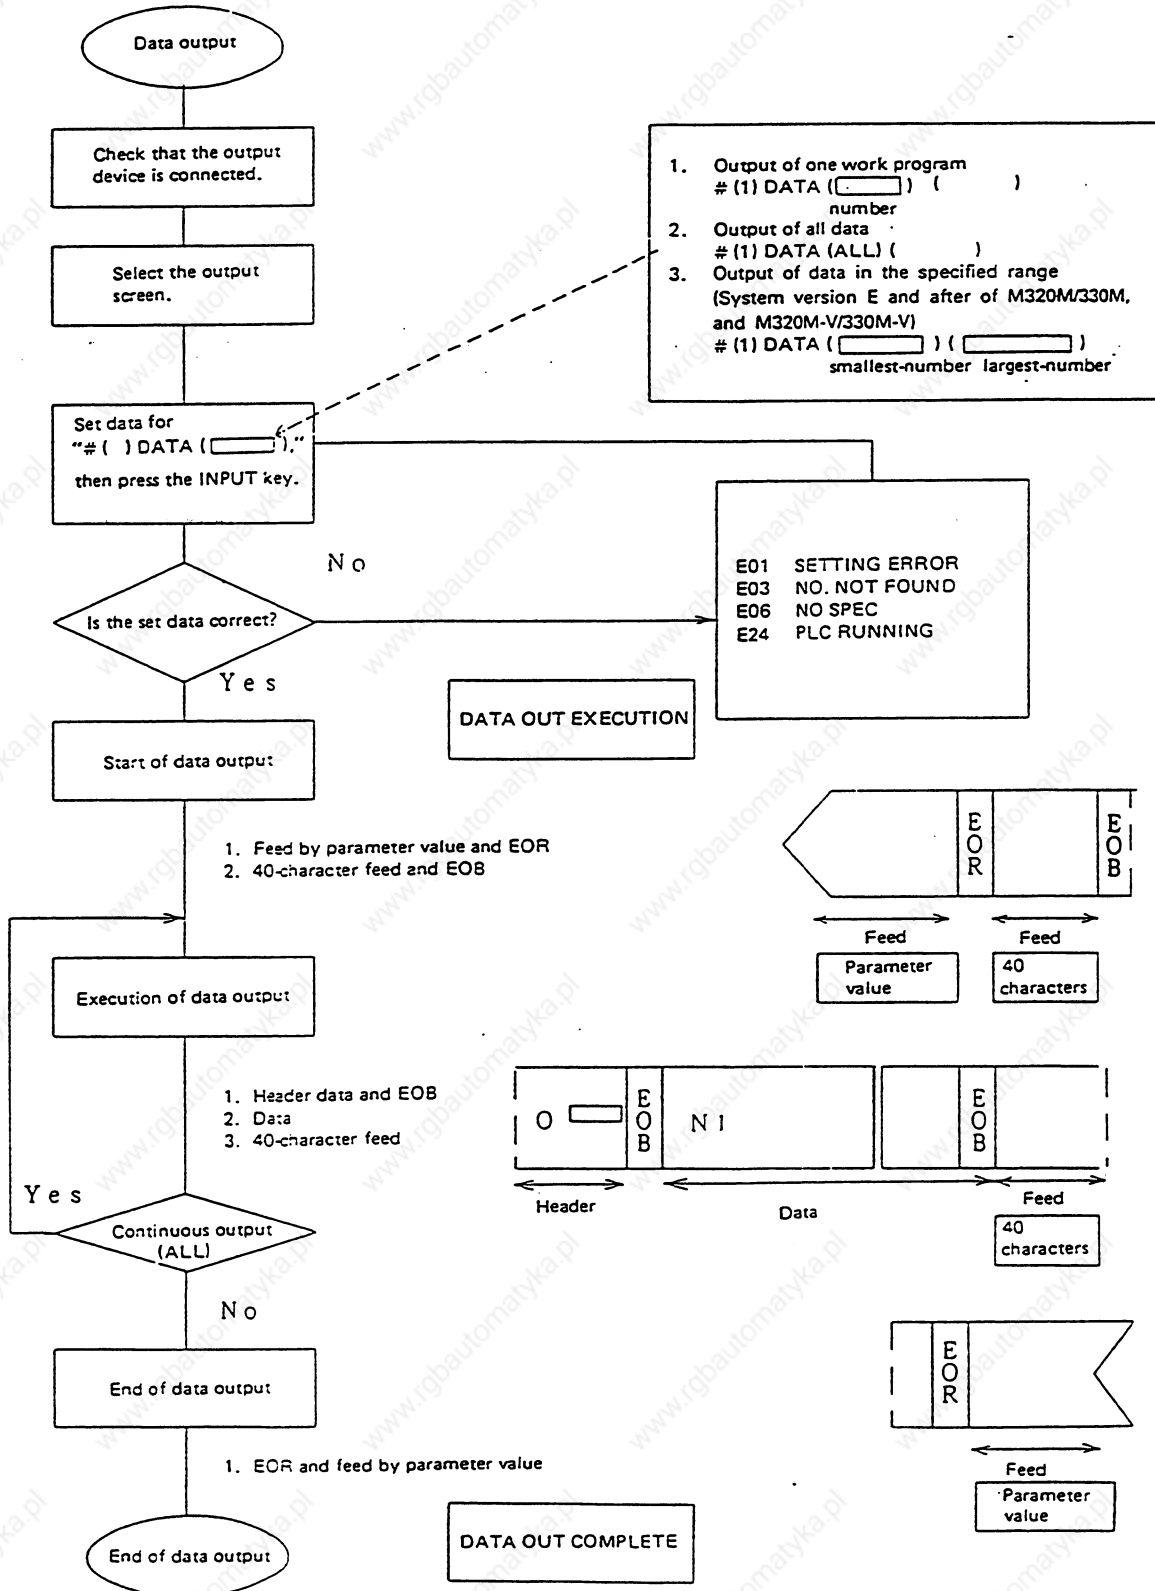 Data output
Check that the output
device is connected.
Select the output
screen.
1. Output of one work program
# (1) DATA ( ) ( )
number
2. Output of all data
# (1) DATA (ALL) ( )
3. Output of data in the specified range
(System version E and after of M320M/330M,
and M320M-V/330M-V)
# (1) DATA ( ) ( )
smallest-number largest-number
Set data for
"# ( ) DATA ( )."
then press the INPUT key.
No
E01 SETTING ERROR
E03 NO. NOT FOUND
E06 NO SPEC
E24 PLC RUNNING
Is the set data correct?
Yes
DATA OUT EXECUTION
Start of data output
1. Feed by parameter value and EOR
2. 40-character feed and EOB
EOR
EOB
Feed
Feed
Parameter
value
40
characters
Execution of data output
1. Header data and EOB
2. Data
3. 40-character feed
O
EOB
N1
EOB
Header
Data
Feed
40
characters
Yes
Continuous output
(ALL)
No
End of data output
EOR
1. EOR and feed by parameter value
Feed
Parameter
value
DATA OUT COMPLETE
End of data output
www.rgbautomatyka.pl